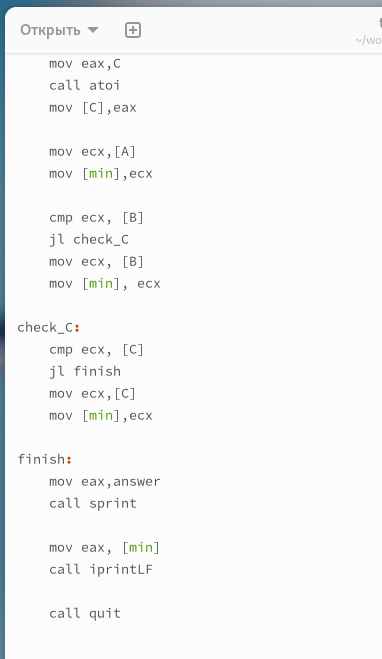 Открыть
~/wo
mov eax,C
call atoi
mov [C],eax
mov ecx,[A]
mov [min],ecx
cmp ecx, [B]
jl check_C
mov ecx, [B]
mov [min], ecx
check_C:
cmp ecx, [C]
jl finish
mov ecx,[C]
mov [min],ecx
finish:
mov eax,answer
call sprint
mov eax, [min]
call iprintLF
call quit